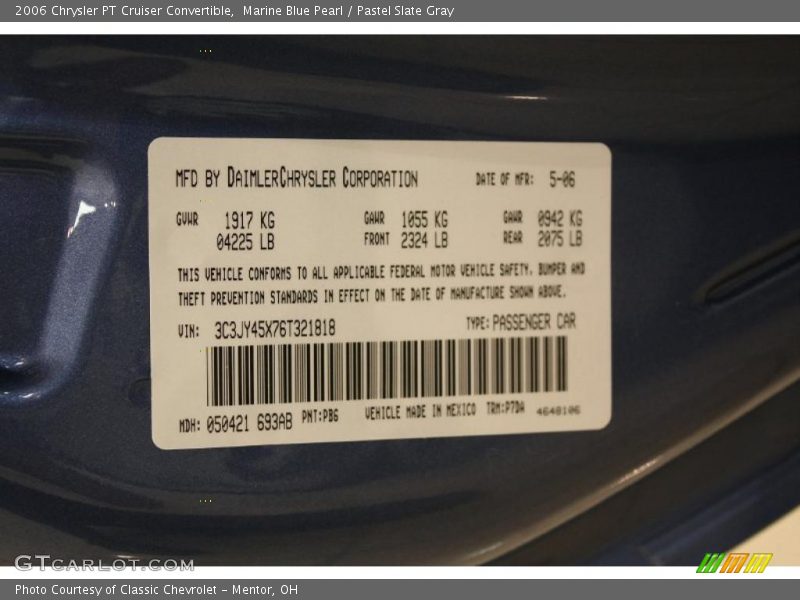 2006 Chrysler PT Cruiser Convertible, Marine Blue Pearl / Pastel Slate Gray
MFD BY DAIMLERCHRYSLER CORPORATION DATE OF MFR: 5-06
GVWR 1917 KG GAWR 1055 KG GAWR 0942 KG
04225 LB FRONT 2324 LB REAR 2075 LB
THIS VEHICLE CONFORMS TO ALL APPLICABLE FEDERAL MOTOR VEHICLE SAFETY, BUMPER AND
THEFT PREVENTION STANDARDS IN EFFECT ON THE DATE OF MANUFACTURE SHOWN ABOVE.
VIN: 3C3JY45X76T321818 TYPE: PASSENGER CAR
MDH: 050421 693AB PNT: PB6 VEHICLE MADE IN MEXICO TRM: P7DA 4648106
GTCARLOT.COM
Photo Courtesy of Classic Chevrolet - Mentor, OH